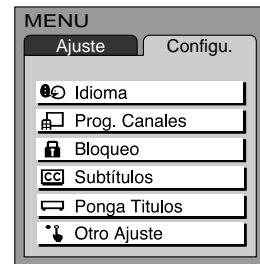 MENU
Ajuste Configu.
Idioma
Prog. Canales
Bloqueo
CC Subtítulos
Ponga Titulos
Otro Ajuste